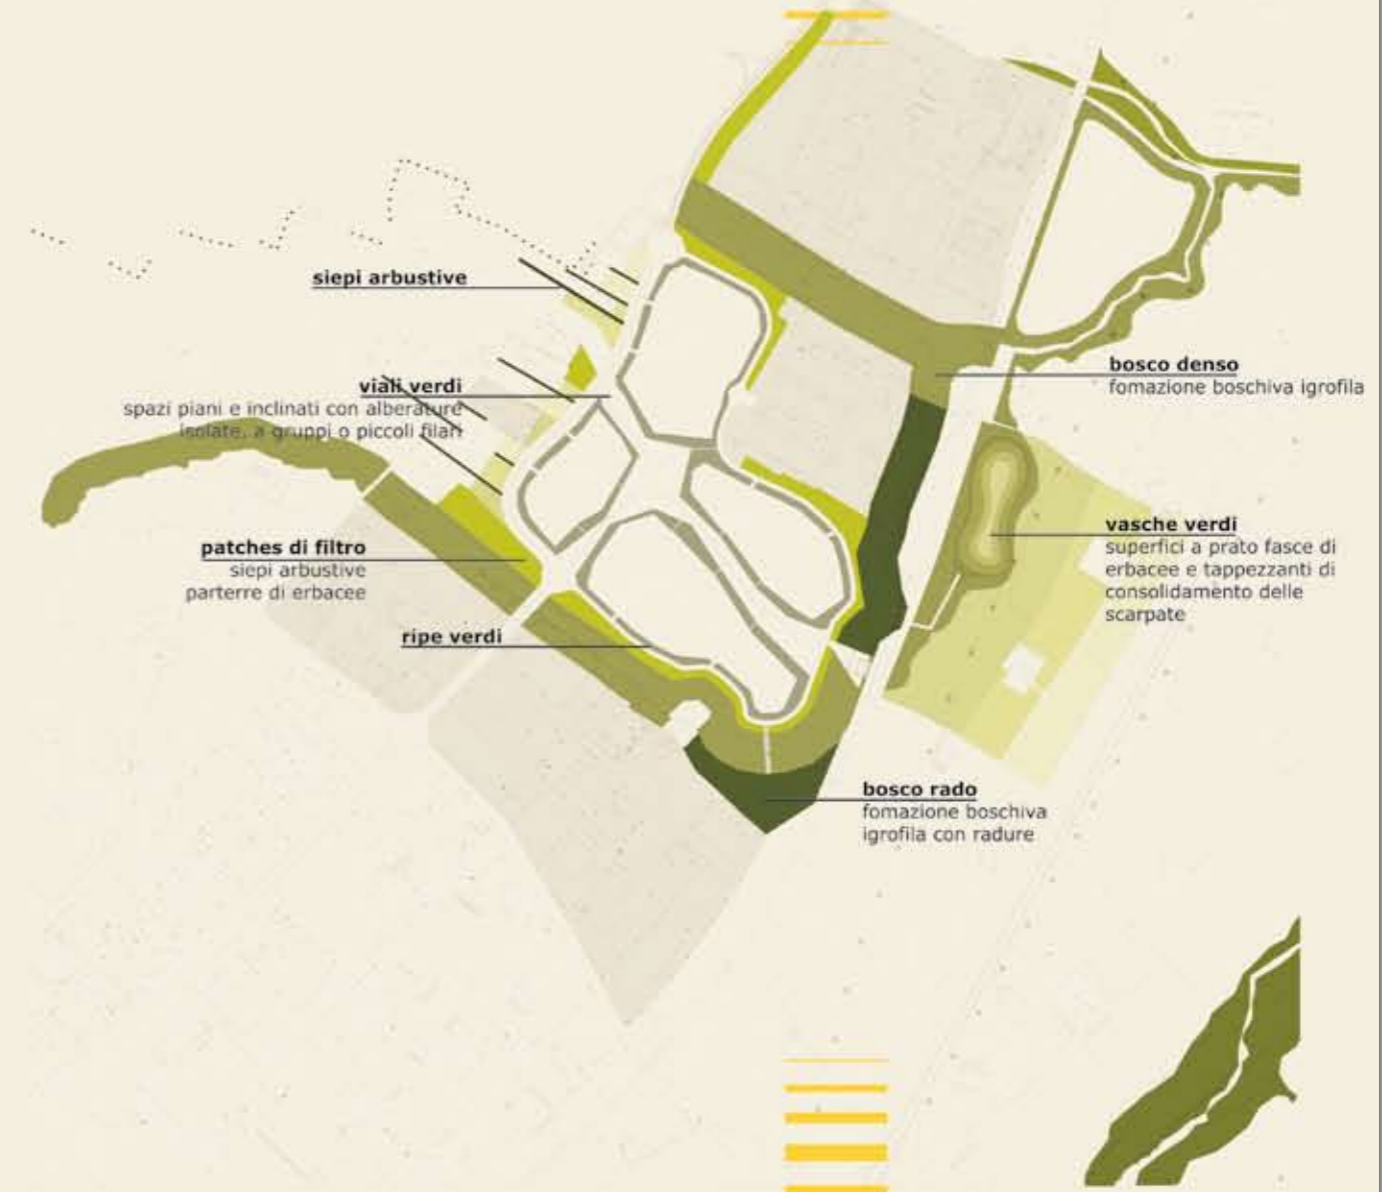 siepi arbustive
viali verdi
spazi piani e inclinati con alberature
isolate, a gruppi o piccoli filari
patches di filtro
siepi arbustive
parterre di erbacee
ripe verdi
bosco denso
fomazione boschiva igrofila
vasche verdi
superfici a prato fasce di
erbacee e tappezzanti di
consolidamento delle
scarpate
bosco rado
fomazione boschiva
igrofila con radure